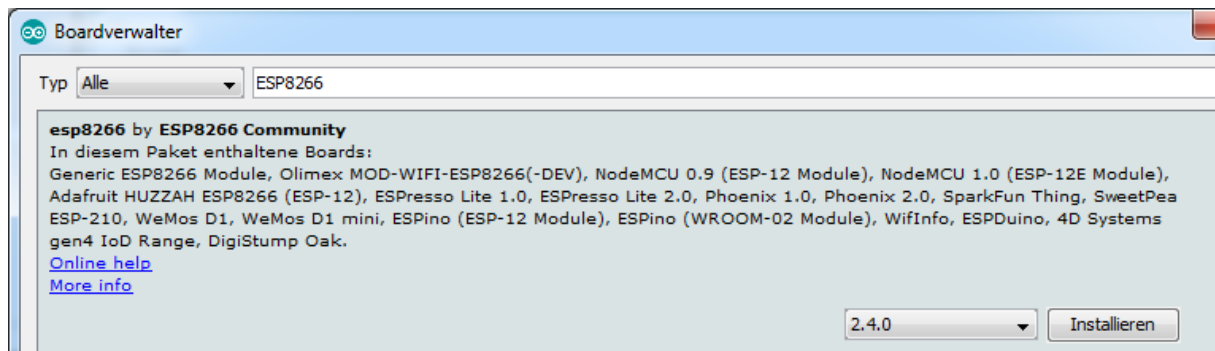 Boardverwalter
Typ Alle ESP8266
esp8266 by ESP8266 Community
In diesem Paket enthaltene Boards:
Generic ESP8266 Module, Olimex MOD-WIFI-ESP8266(-DEV), NodeMCU 0.9 (ESP-12 Module), NodeMCU 1.0 (ESP-12E Module),
Adafruit HUZZAH ESP8266 (ESP-12), ESPresso Lite 1.0, ESPresso Lite 2.0, Phoenix 1.0, Phoenix 2.0, SparkFun Thing, SweetPea
ESP-210, WeMos D1, WeMos D1 mini, ESPino (ESP-12 Module), ESPino (WROOM-02 Module), WifInfo, ESPDuino, 4D Systems
gen4 IoD Range, DigiStump Oak.
Online help
More info
2.4.0 Installieren